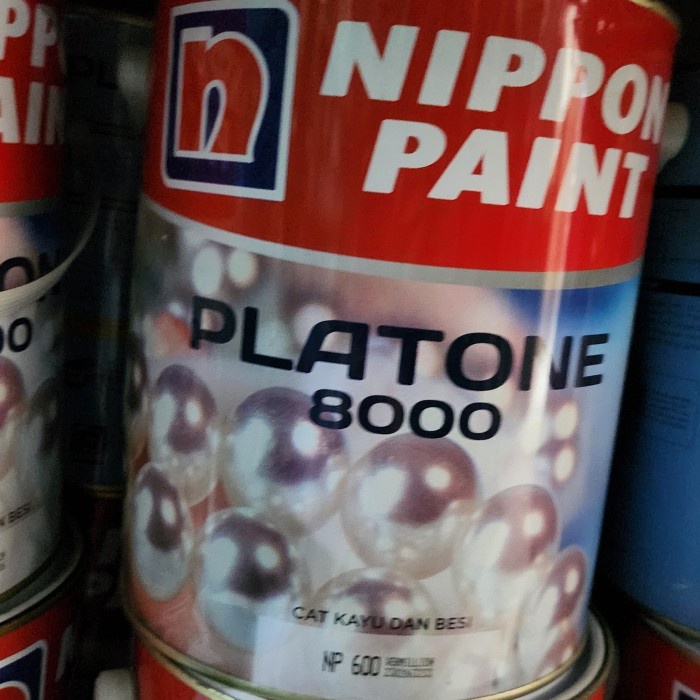 NIPPON
PAINT
PLATONE
8000
CAT KAYU DAN BESI
NP 600